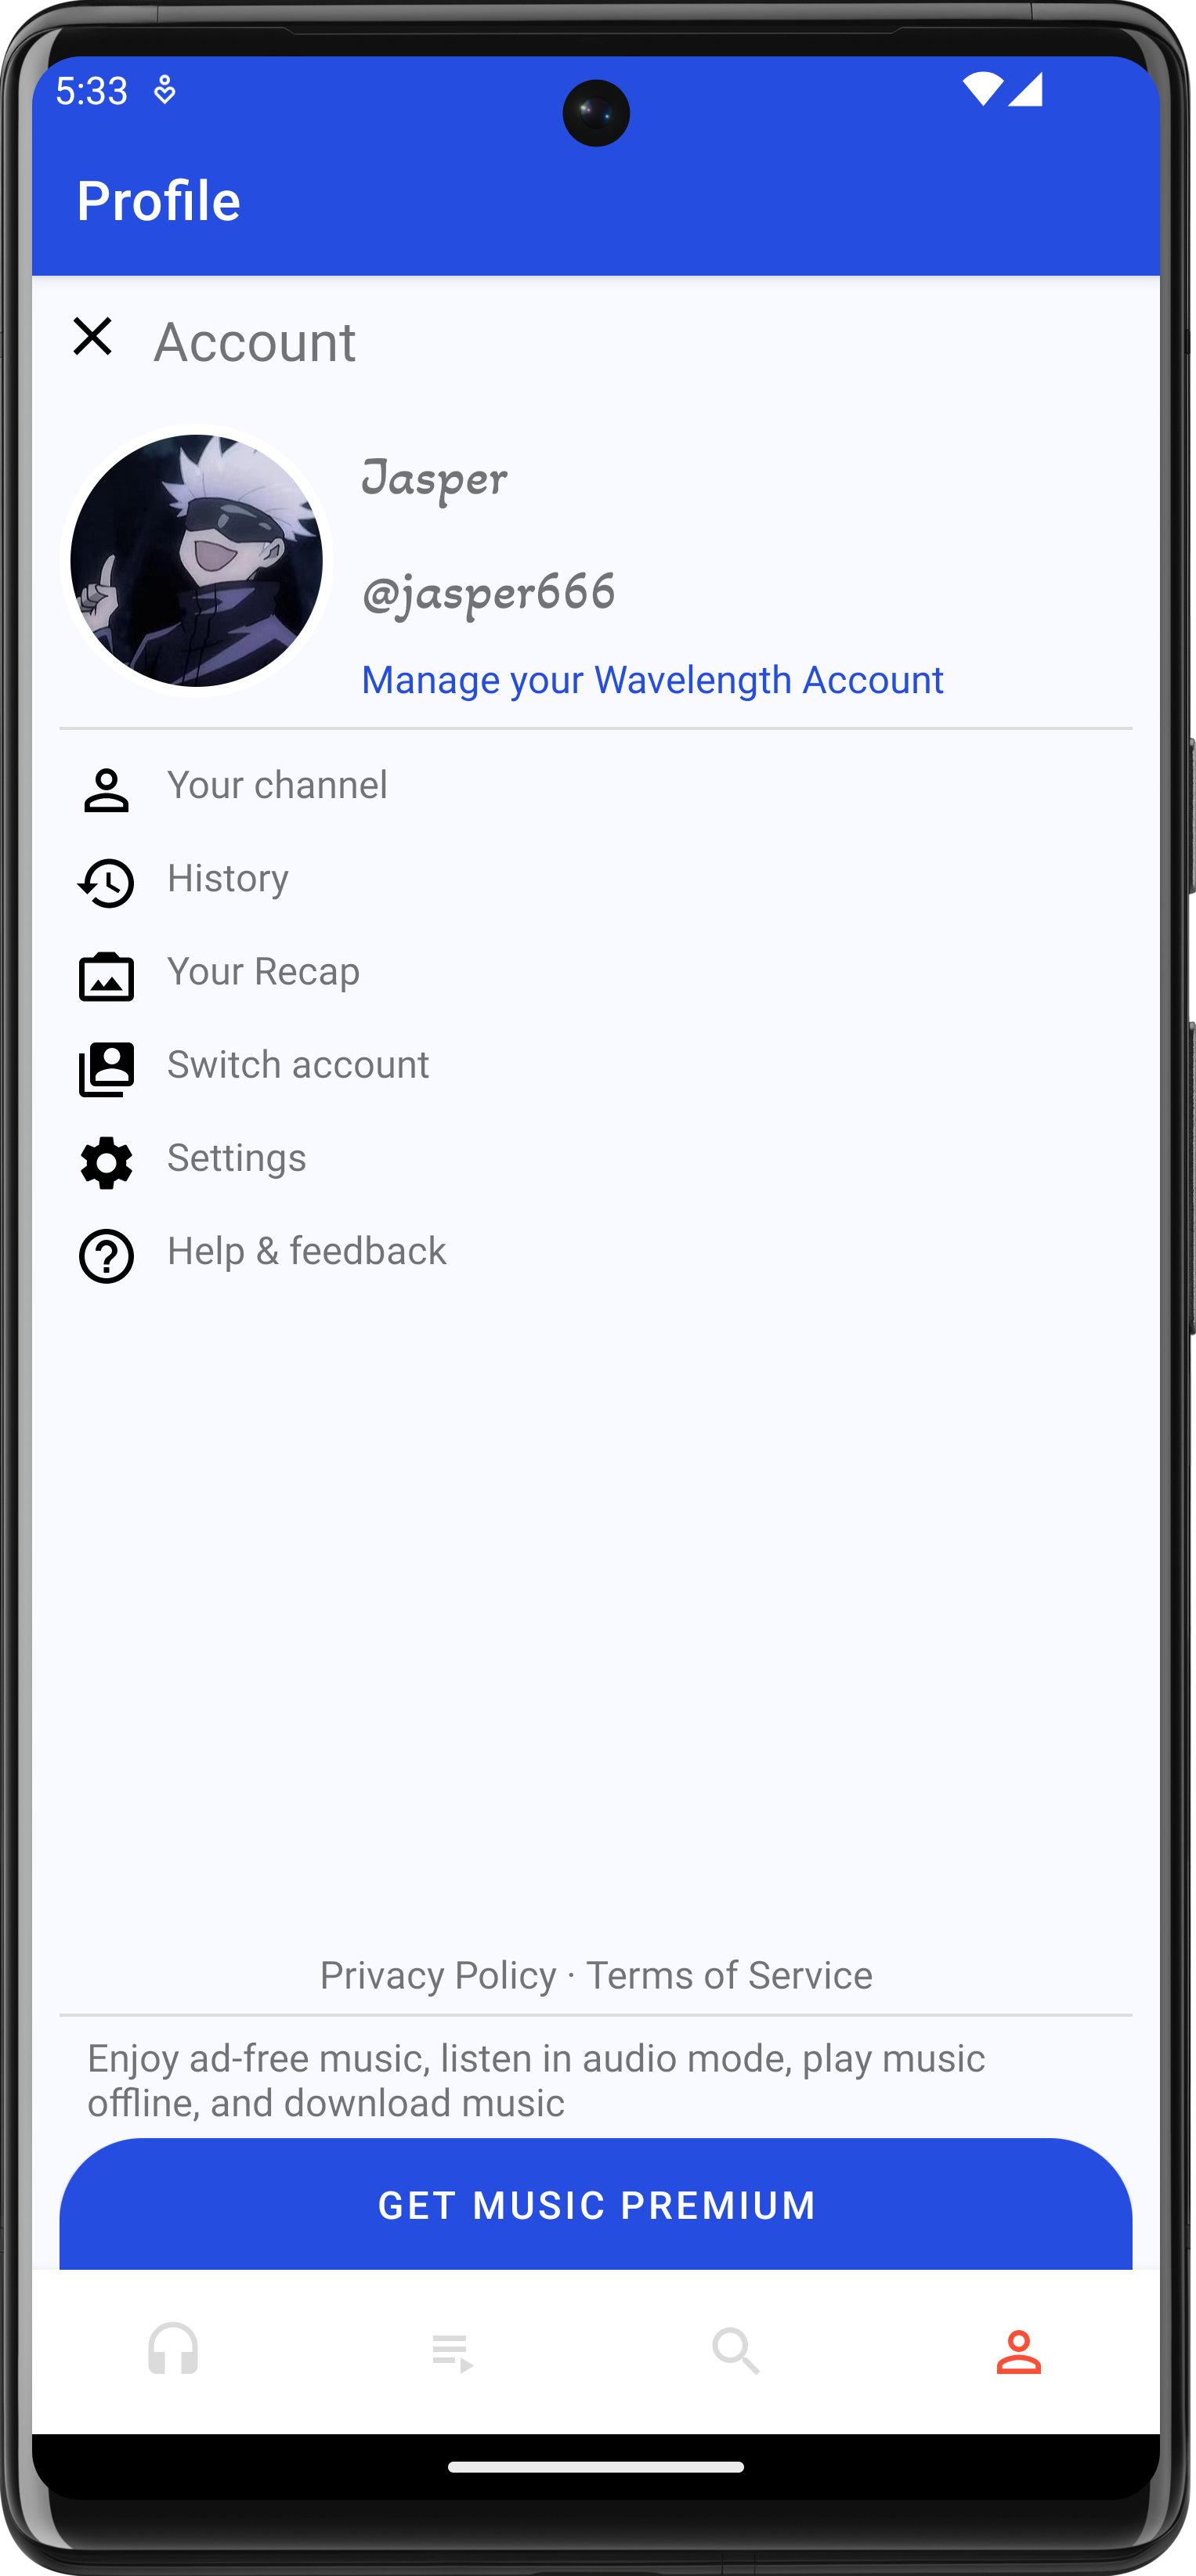 5:33
Profile
Account
Jasper
@jasper666
Manage your Wavelength Account
Your channel
History
Your Recap
Switch account
Settings
Help & feedback
Privacy Policy · Terms of Service
Enjoy ad-free music, listen in audio mode, play music
offline, and download music
GET MUSIC PREMIUM